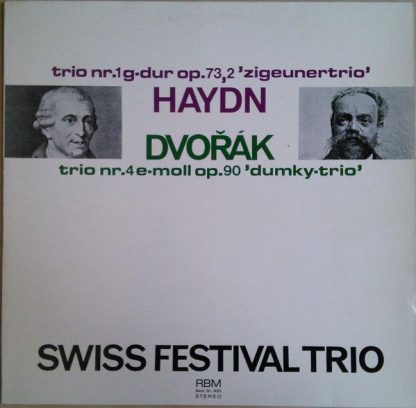 trio nr.1 g-dur op.73,2 'zigeunertrio'
HAYDN
DVOŘÁK
trio nr.4 e-moll op.90 'dumky-trio'
SWISS FESTIVAL TRIO
RBM
STEREO